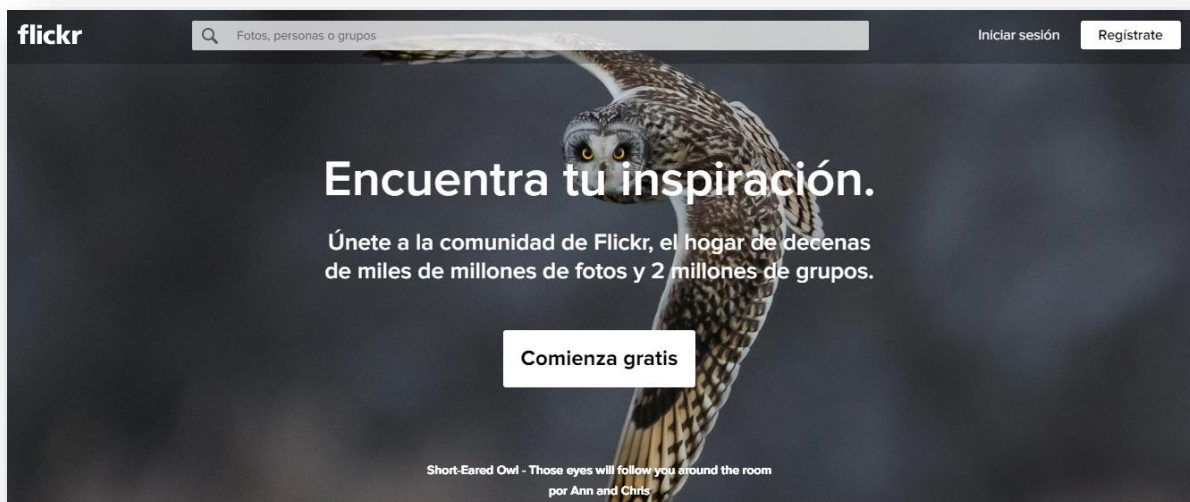 flickr
Fotos, personas o grupos
Iniciar sesión
Regístrate
Encuentra tu inspiración.
Únete a la comunidad de Flickr, el hogar de decenas
de miles de millones de fotos y 2 millones de grupos.
Comienza gratis
Short-Eared Owl - Those eyes will follow you around the room
por Ann and Chris